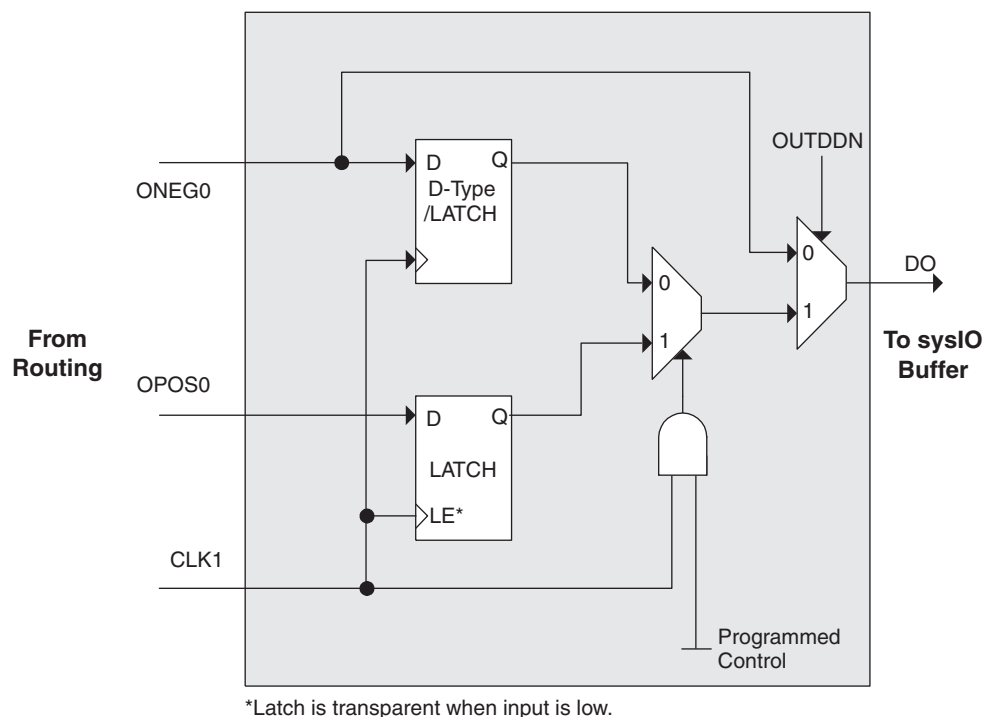 OUTDDN
D Q
ONEG0
D-Type
/LATCH
0
DO
0
1
From
Routing
1
To sysIO
Buffer
OPOS0
D Q
LATCH
LE*
CLK1
Programmed
Control
*Latch is transparent when input is low.